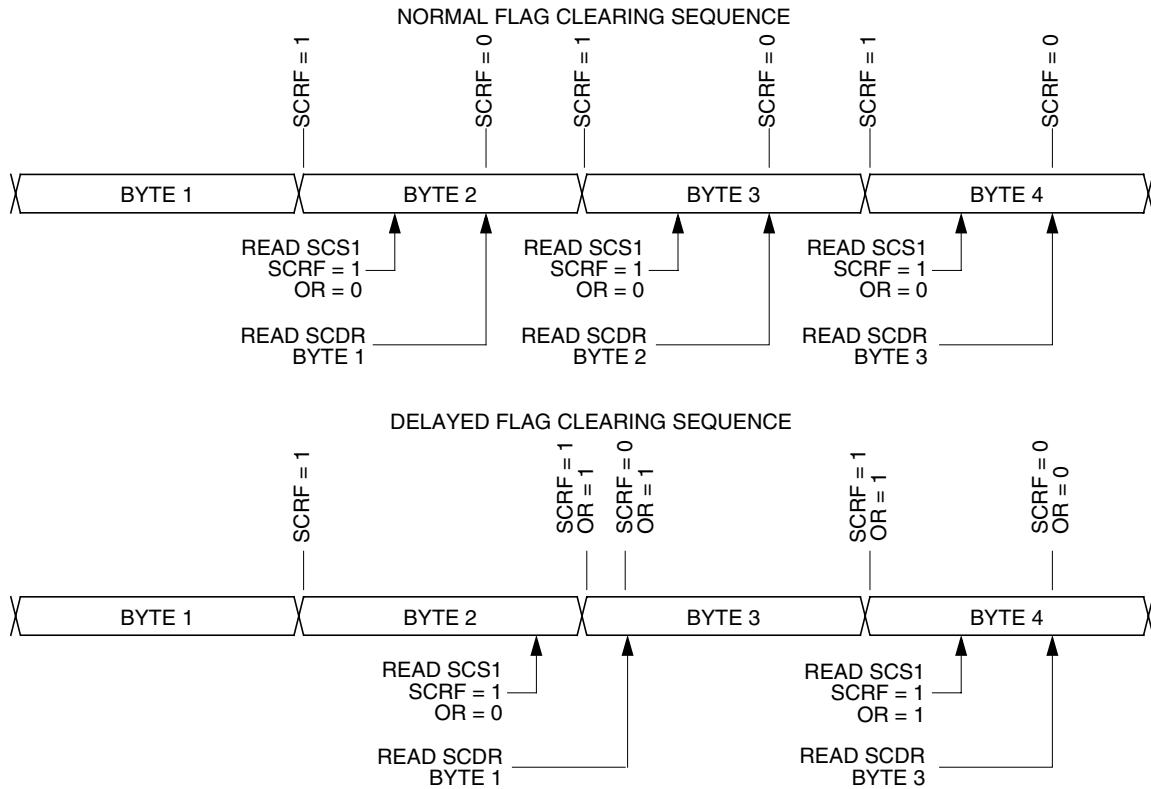 NORMAL FLAG CLEARING SEQUENCE
SCRF = 1
SCRF = 0
SCRF = 1
SCRF = 0
SCRF = 1
SCRF = 0
BYTE 1
BYTE 2
BYTE 3
BYTE 4
READ SCS1
SCRF = 1
OR = 0
READ SCS1
SCRF = 1
OR = 0
READ SCS1
SCRF = 1
OR = 0
READ SCDR
BYTE 1
READ SCDR
BYTE 2
READ SCDR
BYTE 3
DELAYED FLAG CLEARING SEQUENCE
SCRF = 1
SCRF = 1
OR = 1
SCRF = 0
OR = 1
SCRF = 1
OR = 1
SCRF = 0
OR = 0
BYTE 1
BYTE 2
BYTE 3
BYTE 4
READ SCS1
SCRF = 1
OR = 0
READ SCS1
SCRF = 1
OR = 1
READ SCDR
BYTE 1
READ SCDR
BYTE 3